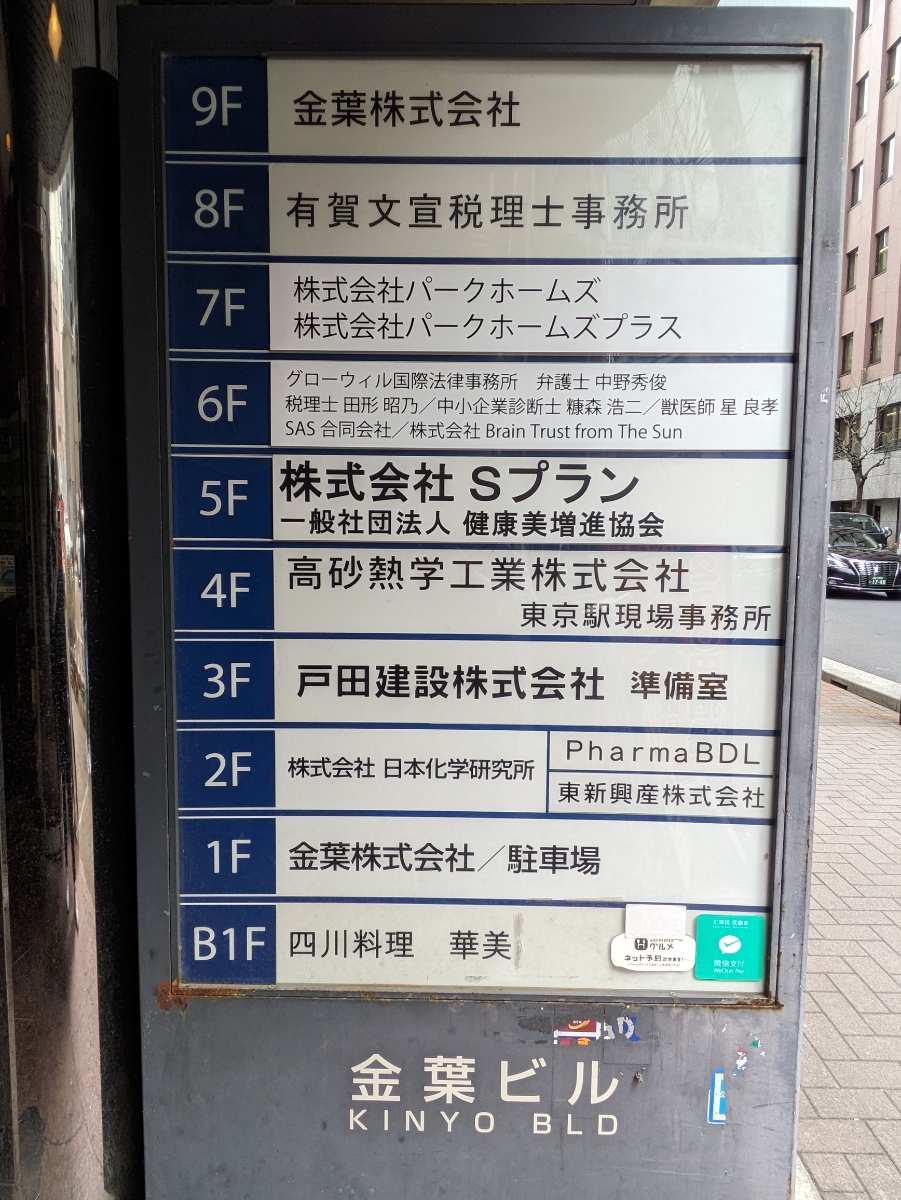 9F
金葉株式会社
8F
有賀文宣税理士事務所
7F
株式会社パークホームズ
株式会社パークホームズプラス
6F
グローウィル国際法律事務所　弁護士 中野秀俊
税理士 田形 昭乃／中小企業診断士 糠森 浩二／獣医師 星 良孝
SAS 合同会社／株式会社 Brain Trust from The Sun
5F
株式会社 Sプラン
一般社団法人 健康美増進協会
4F
高砂熱学工業株式会社
東京駅現場事務所
3F
戸田建設株式会社 準備室
2F
株式会社 日本化学研究所
PharmaBDL
東新興産株式会社
1F
金葉株式会社／駐車場
B1F
四川料理　華美
グルメ
ネット予約
微信支付
WeChat Pay
金葉ビル
KINYO BLD